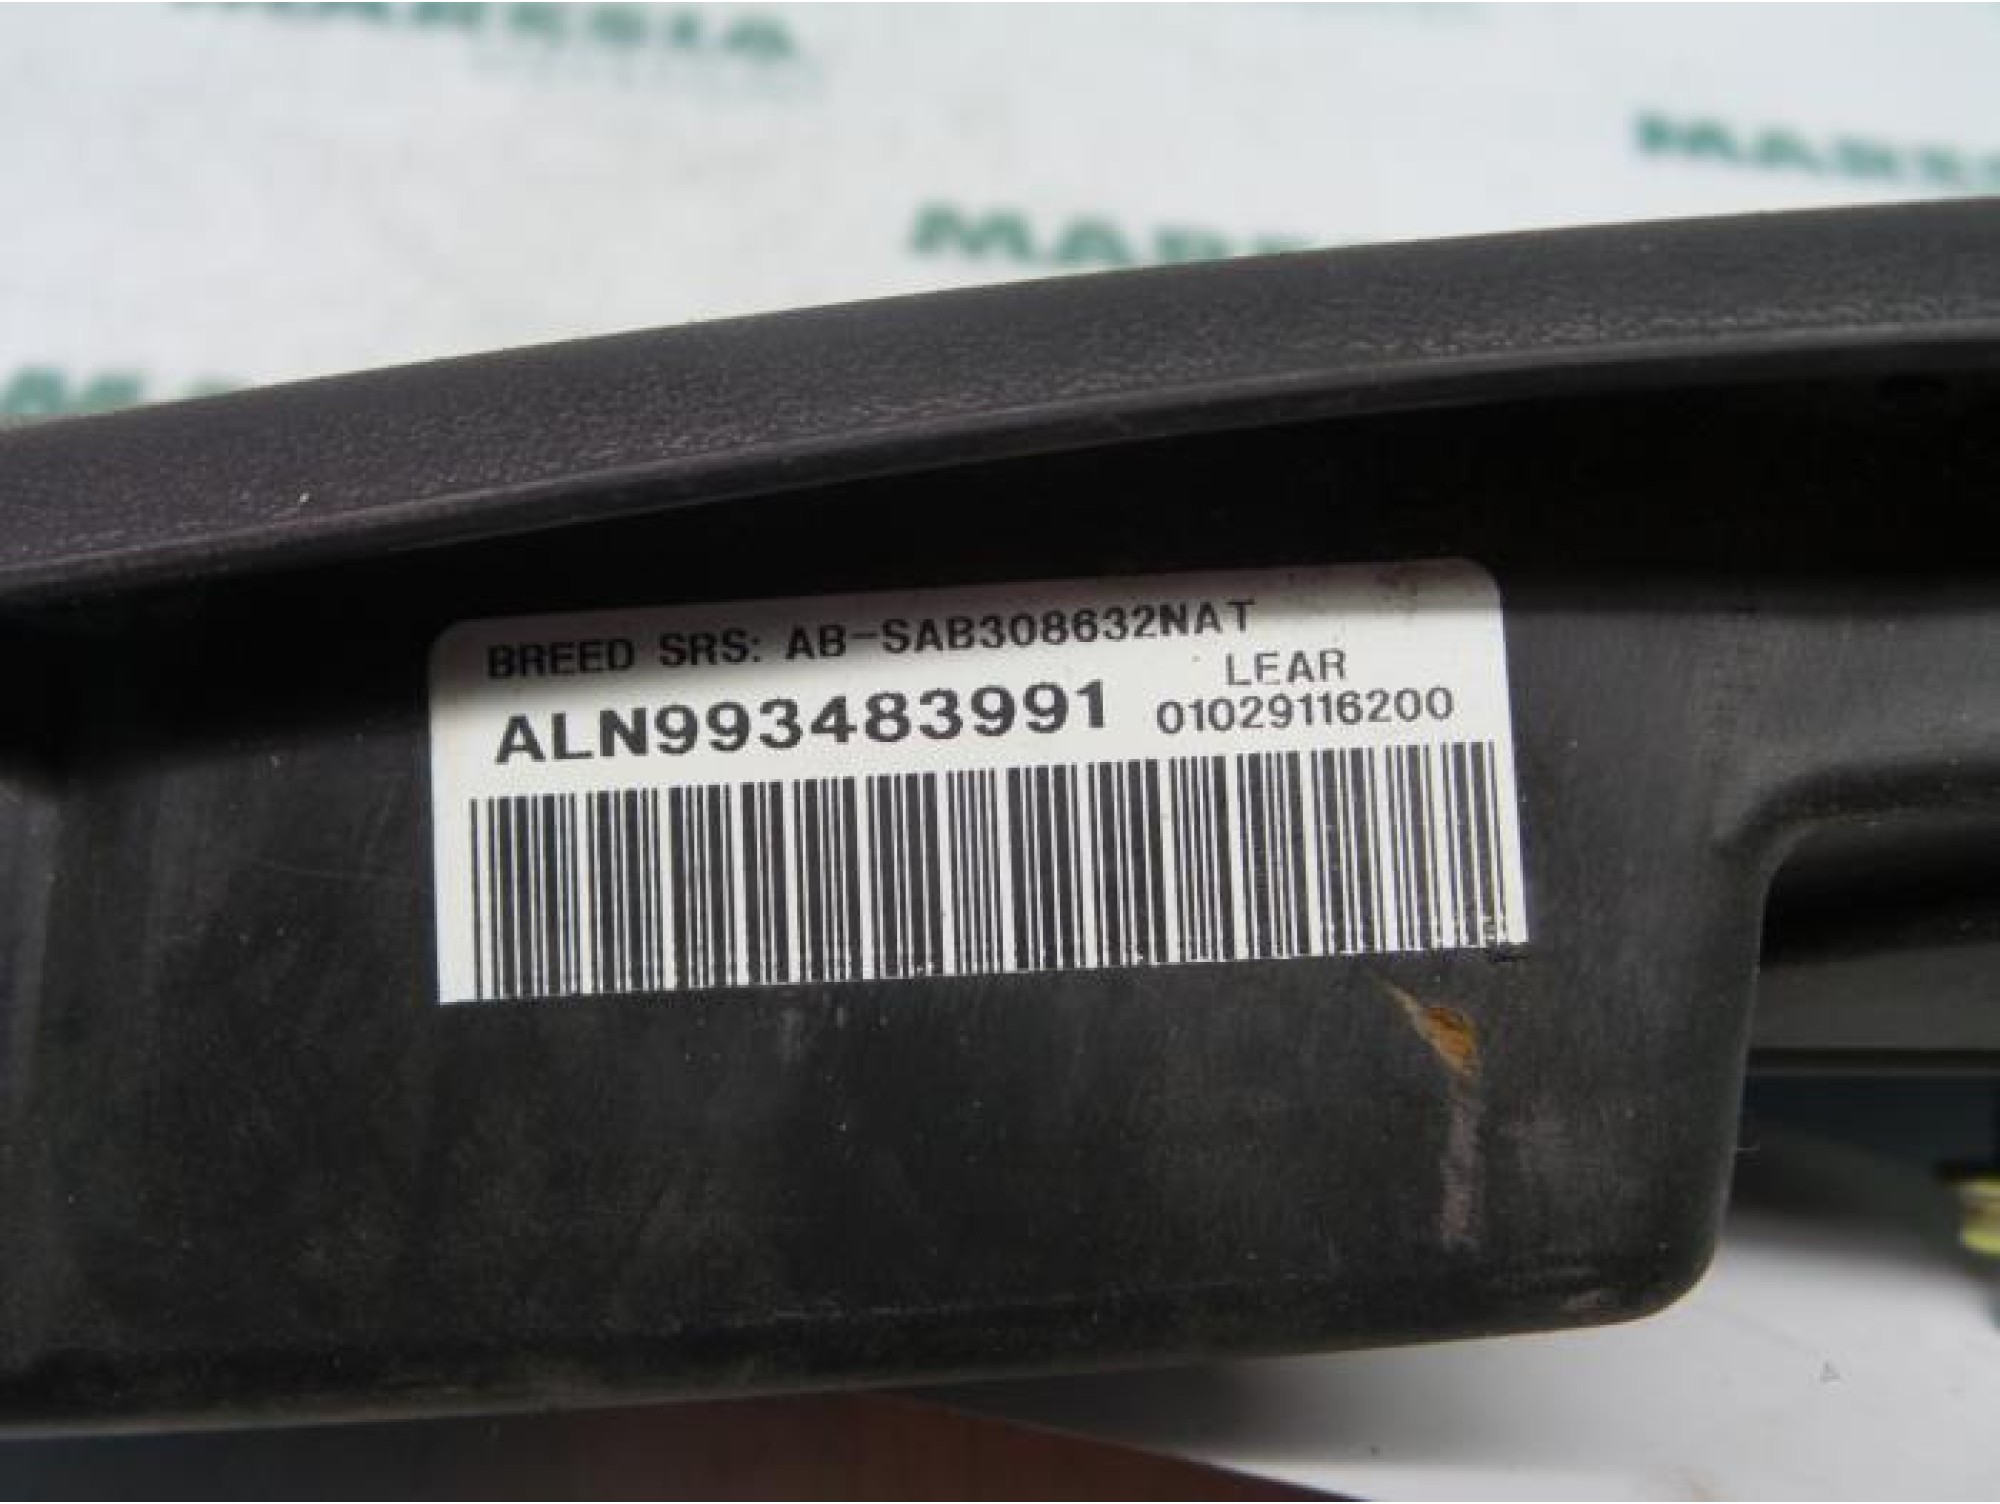 BREED SRS: AB-SAB308632NAT
LEAR
ALN993483991 01029116200